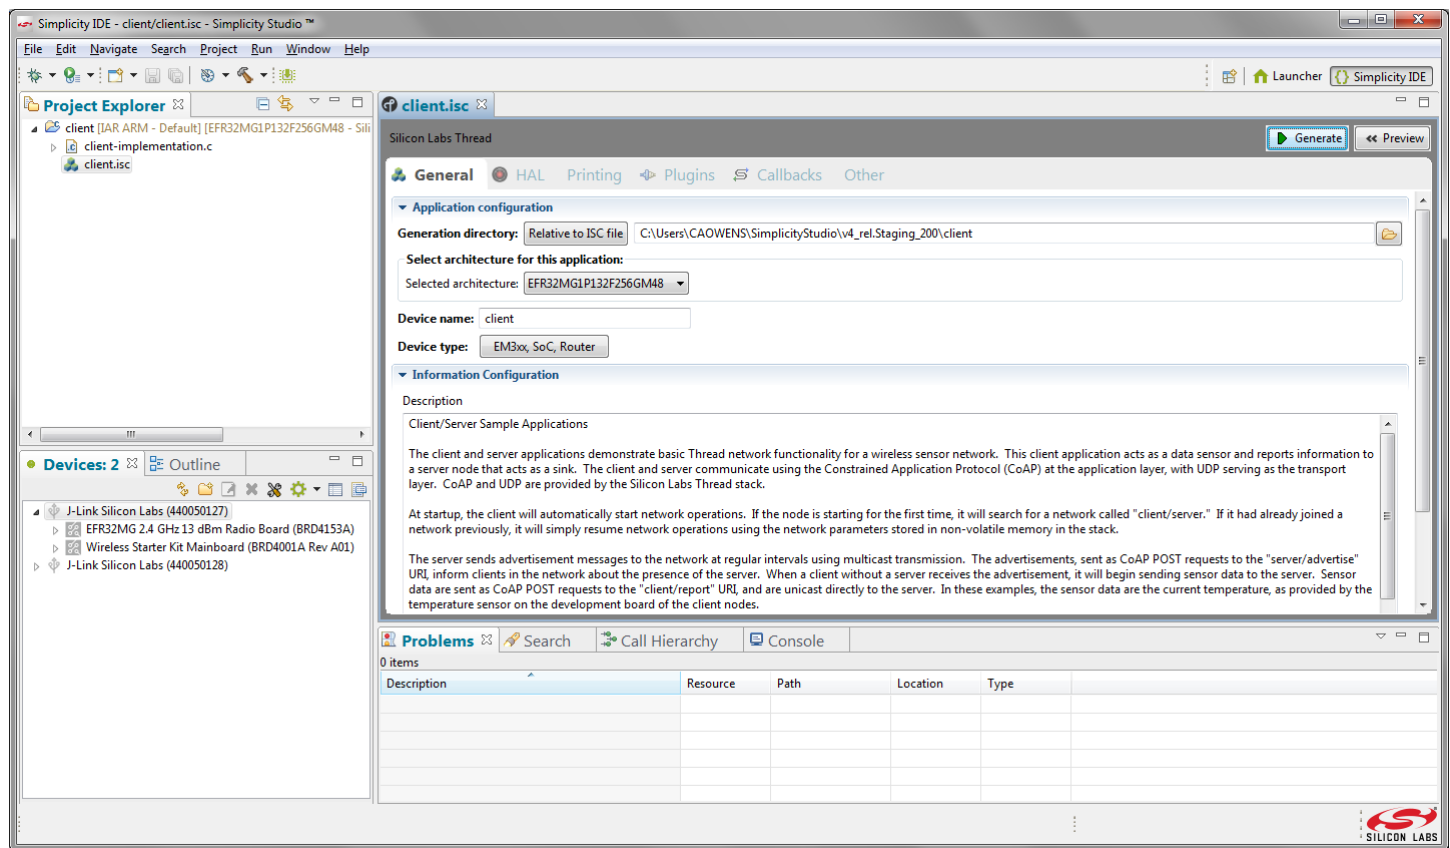 Simplicity IDE - client/client.isc - Simplicity Studio ™
File Edit Navigate Search Project Run Window Help
Launcher Simplicity IDE
Project Explorer
client [IAR ARM - Default] [EFR32MG1P132F256GM48 - Sili
client-implementation.c
client.isc
client.isc
Silicon Labs Thread
Generate Preview
General HAL Printing Plugins Callbacks Other
Application configuration
Generation directory: Relative to ISC file C:\Users\CAOWENS\SimplicityStudio\v4_rel.Staging_200\client
Select architecture for this application:
Selected architecture: EFR32MG1P132F256GM48
Device name: client
Device type: EM3xx, SoC, Router
Information Configuration
Description
Client/Server Sample Applications
The client and server applications demonstrate basic Thread network functionality for a wireless sensor network. This client application acts as a data sensor and reports information to
a server node that acts as a sink. The client and server communicate using the Constrained Application Protocol (CoAP) at the application layer, with UDP serving as the transport
layer. CoAP and UDP are provided by the Silicon Labs Thread stack.
At startup, the client will automatically start network operations. If the node is starting for the first time, it will search for a network called "client/server." If it had already joined a
network previously, it will simply resume network operations using the network parameters stored in non-volatile memory in the stack.
The server sends advertisement messages to the network at regular intervals using multicast transmission. The advertisements, sent as CoAP POST requests to the "server/advertise"
URI, inform clients in the network about the presence of the server. When a client without a server receives the advertisement, it will begin sending sensor data to the server. Sensor
data are sent as CoAP POST requests to the "client/report" URI, and are unicast directly to the server. In these examples, the sensor data are the current temperature, as provided by the
temperature sensor on the development board of the client nodes.
Devices: 2 Outline
J-Link Silicon Labs (440050127)
EFR32MG 2.4 GHz 13 dBm Radio Board (BRD4153A)
Wireless Starter Kit Mainboard (BRD4001A Rev A01)
J-Link Silicon Labs (440050128)
Problems Search Call Hierarchy Console
0 items
Description Resource Path Location Type
SILICON LABS